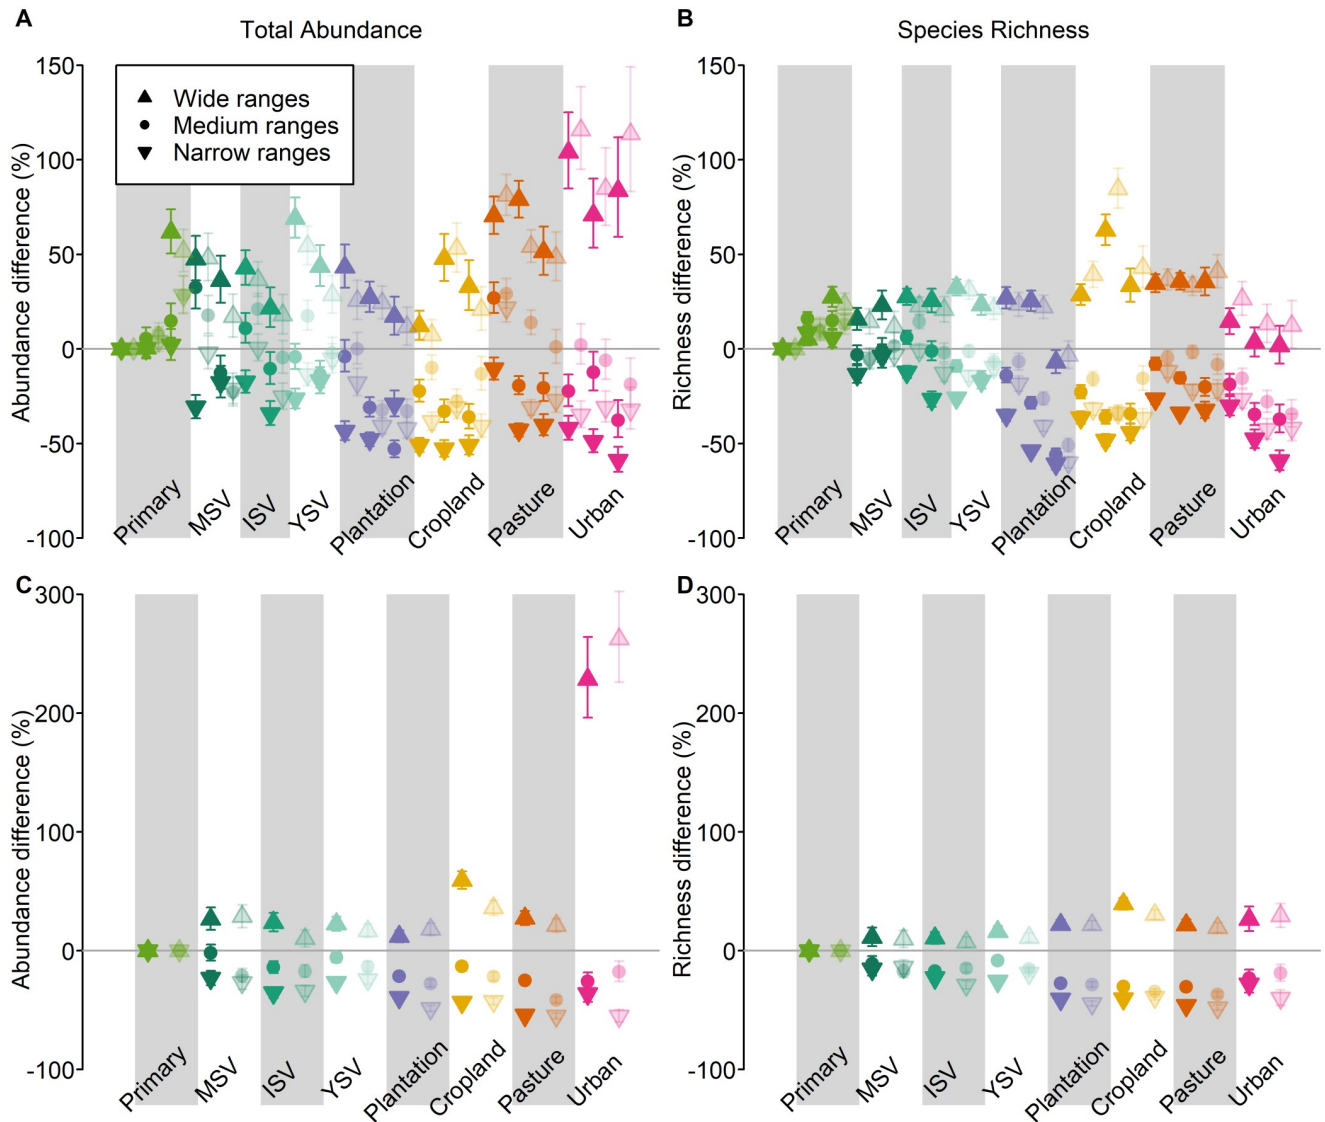 A
Total Abundance
150
100
50
0
-50
-100
Abundance difference (%)
Wide ranges
Medium ranges
Narrow ranges
Primary
MSV
ISV
YSV
Plantation
Cropland
Pasture
Urban
B
Species Richness
150
100
50
0
-50
-100
Richness difference (%)
Primary
MSV
ISV
YSV
Plantation
Cropland
Pasture
Urban
C
300
200
100
0
-100
Abundance difference (%)
Primary
MSV
ISV
YSV
Plantation
Cropland
Pasture
Urban
D
300
200
100
0
-100
Richness difference (%)
Primary
MSV
ISV
YSV
Plantation
Cropland
Pasture
Urban